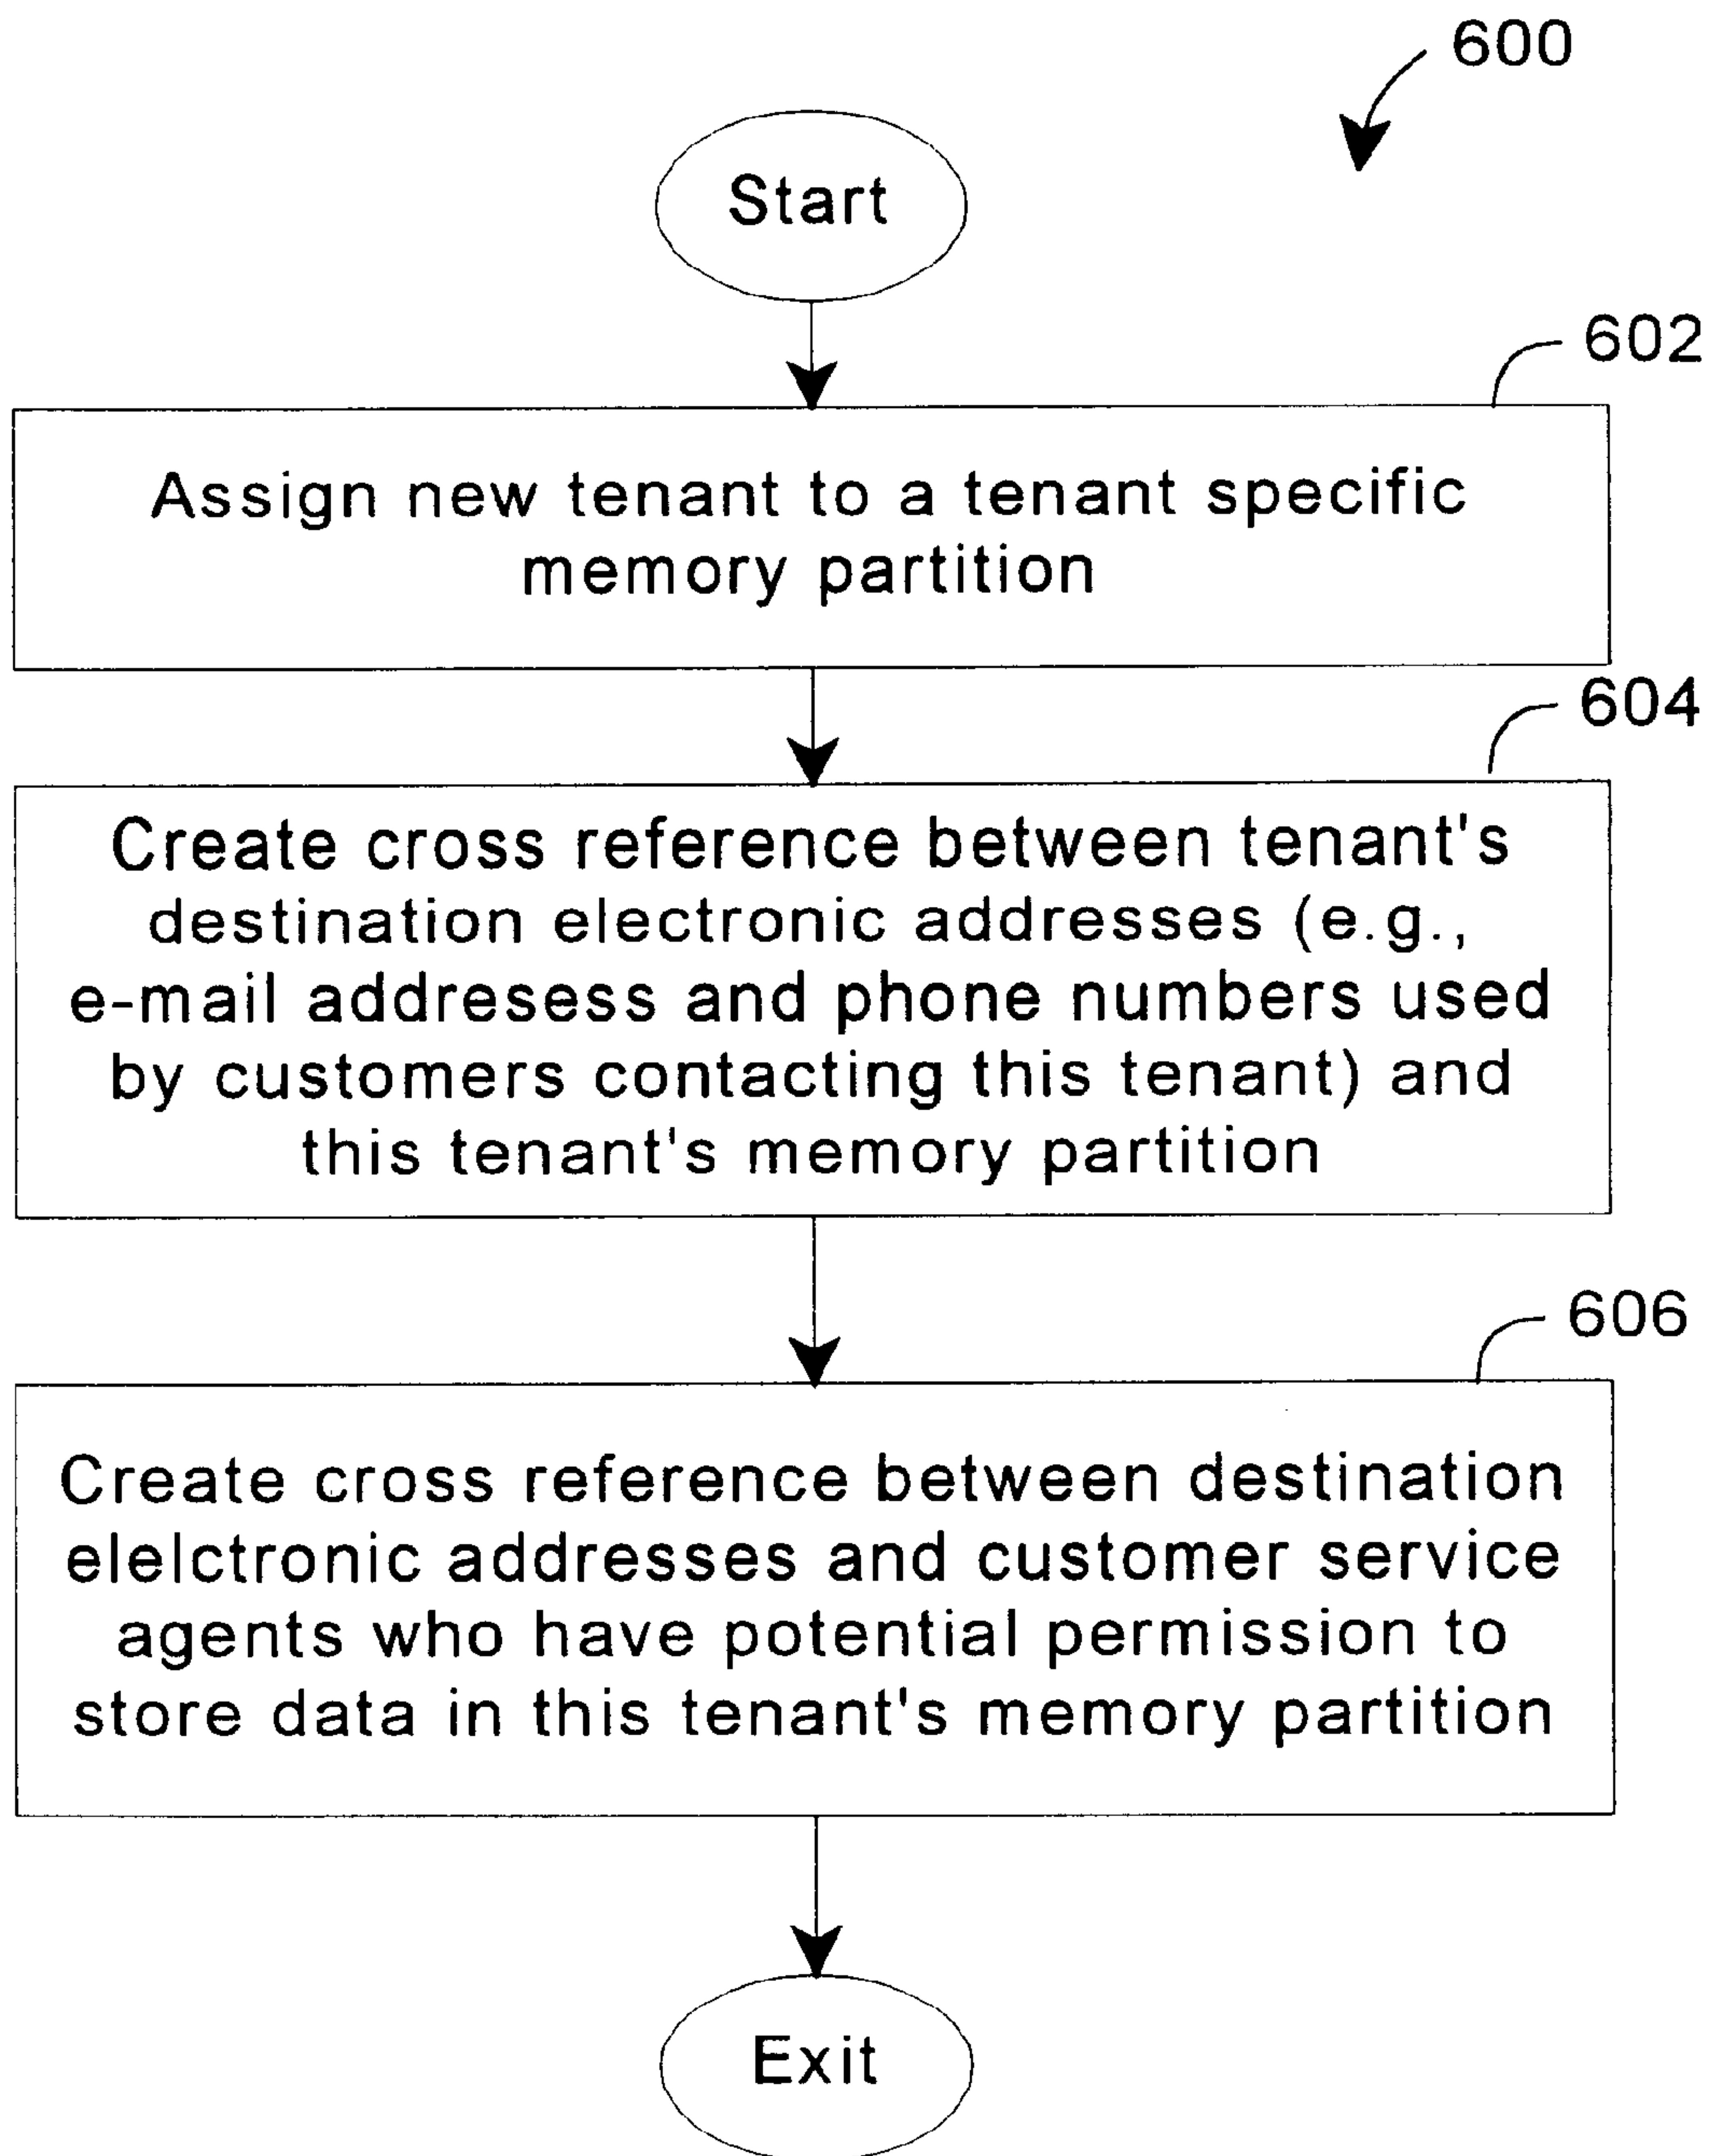 600
Start
602
Assign new tenant to a tenant specific
memory partition
604
Create cross reference between tenant's
destination electronic addresses (e.g.,
e-mail addresess and phone numbers used
by customers contacting this tenant) and
this tenant's memory partition
606
Create cross reference between destination
elelctronic addresses and customer service
agents who have potential permission to
store data in this tenant's memory partition
Exit